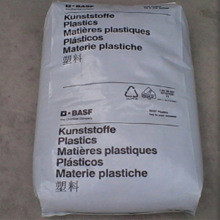 BASF
Kunststoffe
Plastics
Matières plastiques
Plásticos
Materie plastiche
塑料
BASF
Kunststoffe
Plastics
Matières plastiques
Plásticos
Materie plastiche
塑料